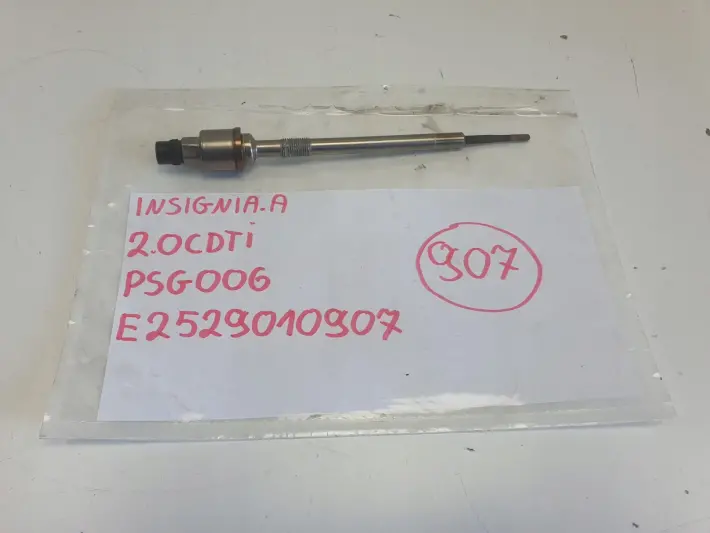 INSIGNIA.A
2.0CDTi
PSG006
E2529010907
907